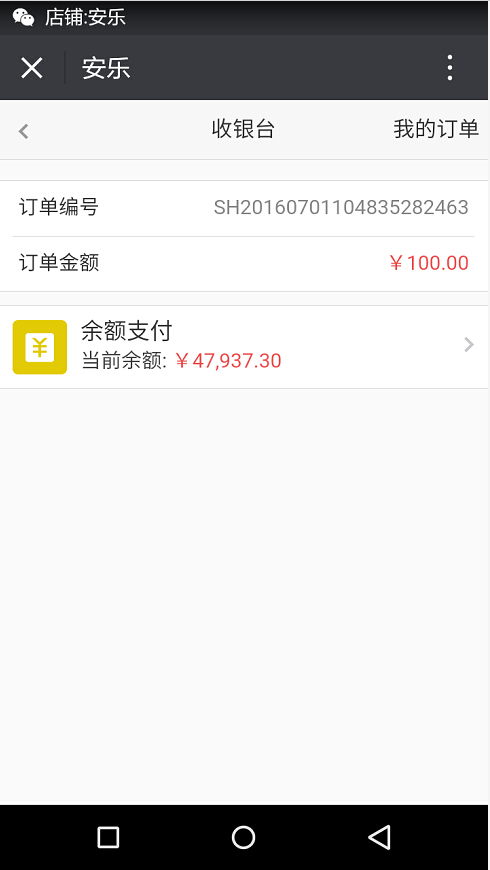 店铺:安乐
安乐
收银台 我的订单
订单编号 SH20160701104835282463
订单金额 ￥100.00
余额支付
当前余额: ￥47,937.30